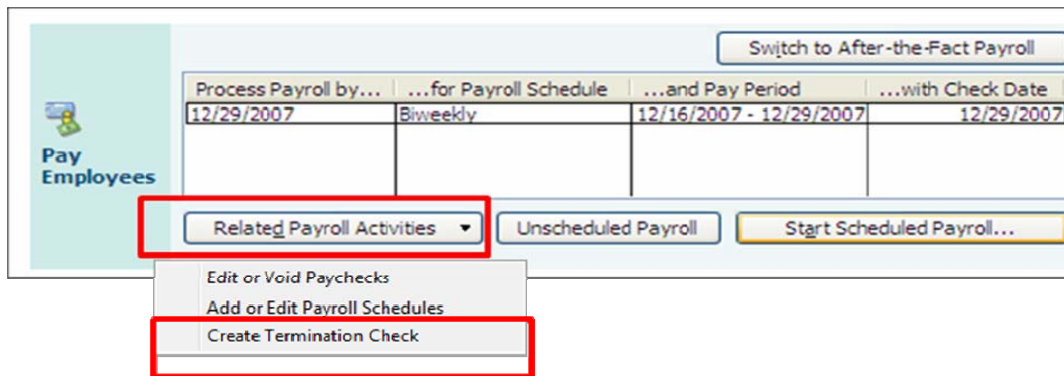 Switch to After-the-Fact Payroll
Process Payroll by... ...for Payroll Schedule ...and Pay Period ...with Check Date
12/29/2007 Biweekly 12/16/2007 - 12/29/2007 12/29/2007
Pay
Employees
Related Payroll Activities Unscheduled Payroll Start Scheduled Payroll...
Edit or Void Paychecks
Add or Edit Payroll Schedules
Create Termination Check